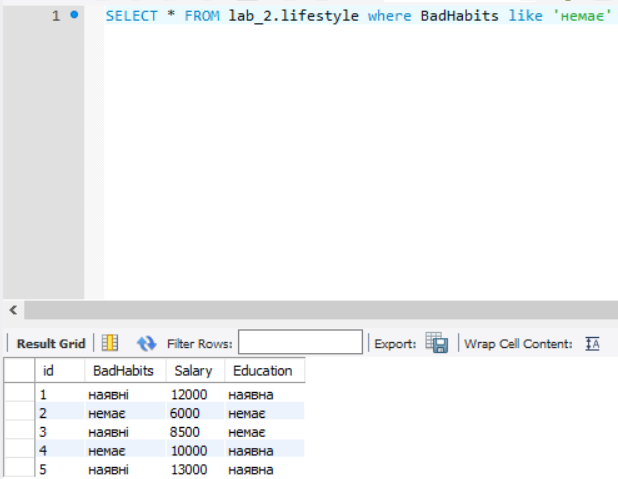 1 SELECT * FROM lab_2.lifestyle where BadHabits like 'немає'
Result Grid Filter Rows: Export: Wrap Cell Content: IA
id BadHabits Salary Education
1 наявні 12000 наявна
2 немає 6000 немає
3 наявні 8500 немає
4 немає 10000 наявна
5 наявні 13000 наявна